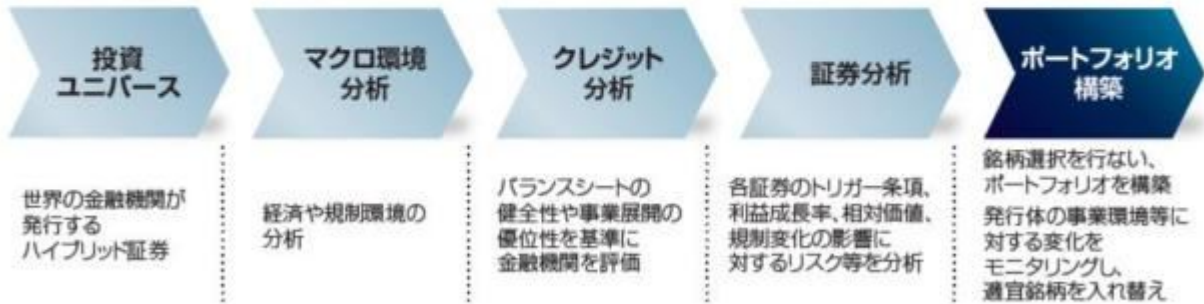 投資
ユニバース
世界の金融機関が
発行する
ハイブリッド証券
マクロ環境
分析
経済や規制環境の
分析
クレジット
分析
バランスシートの
健全性や事業展開の
優位性を基準に
金融機関を評価
証券分析
各証券のトリガー条項、
利益成長率、相対価値、
規制変化の影響に
対するリスク等を分析
ポートフォリオ
構築
銘柄選択を行ない、
ポートフォリオを構築
発行体の事業環境等に
対する変化を
モニタリングし、
適宜銘柄を入れ替え